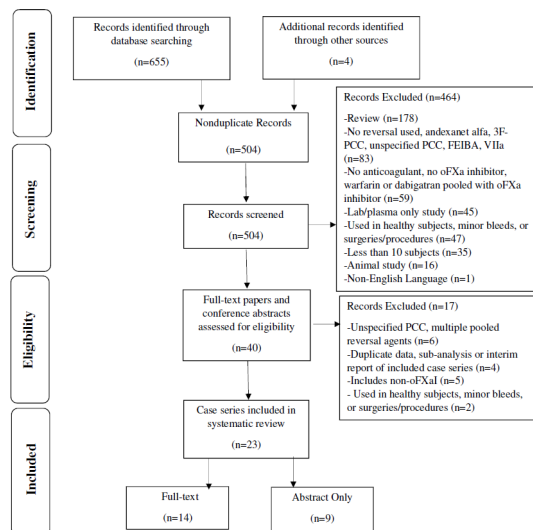 Identification
Screening
Eligibility
Included
Records identified through
database searching
(n=655)
Additional records identified
through other sources
(n=4)
Nonduplicate Records
(n=504)
Records screened
(n=504)
Records Excluded (n=464)
-Review (n=178)
-No reversal used, andexanet alfa, 3F-
PCC, unspecified PCC, FEIBA, VIIa
(n=83)
-No anticoagulant, no oFXa inhibitor,
warfarin or dabigatran pooled with oFXa
inhibitor (n=59)
-Lab/plasma only study (n=45)
-Used in healthy subjects, minor bleeds, or
surgeries/procedures (n=47)
-Less than 10 subjects (n=35)
-Animal study (n=16)
-Non-English Language (n=1)
Full-text papers and
conference abstracts
assessed for eligibility
(n=40)
Records Excluded (n=17)
-Unspecified PCC, multiple pooled
reversal agents (n=6)
-Duplicate data, sub-analysis or interim
report of included case series (n=4)
-Includes non-oFXaI (n=5)
- Used in healthy subjects, minor bleeds,
or surgeries/procedures (n=2)
Case series included in
systematic review
(n=23)
Full-text
(n=14)
Abstract Only
(n=9)